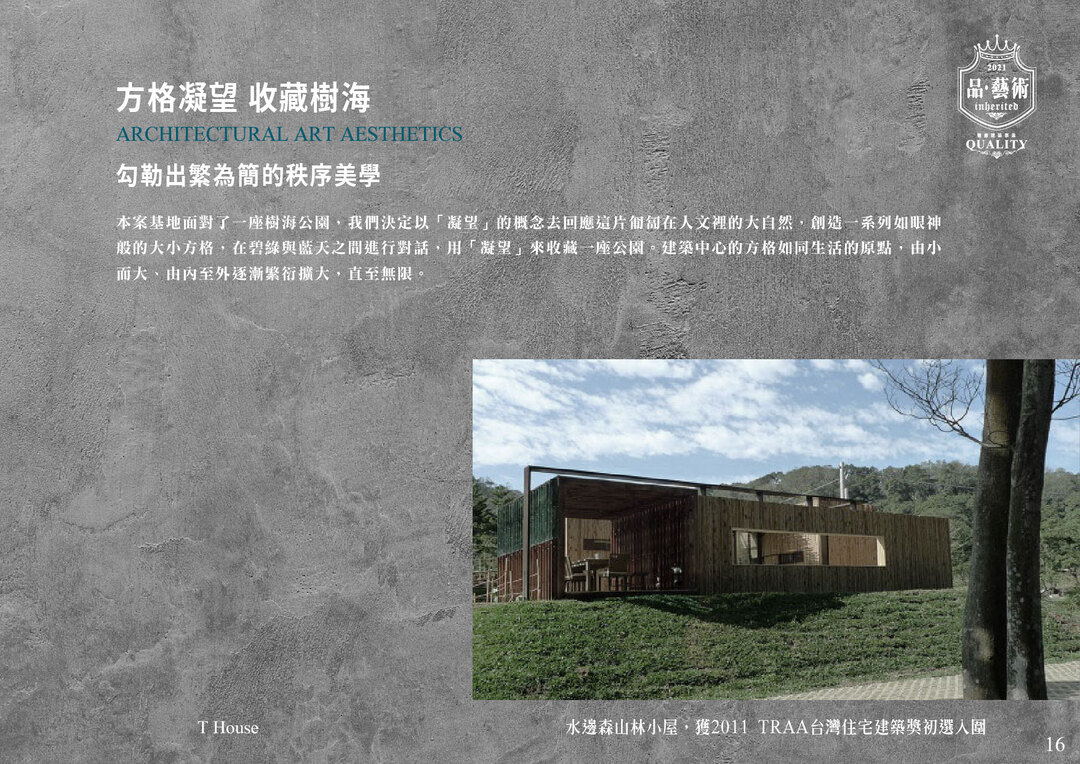 方格凝望 收藏樹海
ARCHITECTURAL ART AESTHETICS
勾勒出繁為簡的秩序美學
本案基地面對了一座樹海公園，我們決定以「凝望」的概念去回應這片匍匐在人文裡的大自然，創造一系列如眼神
般的大小方格，在碧綠與藍天之間進行對話，用「凝望」來收藏一座公園。建築中心的方格如同生活的原點，由小
而大、由內至外逐漸繁衍擴大，直至無限。
2021
品·藝術
inherited
QUALITY
T House
水邊森山林小屋，獲2011 TRAA台灣住宅建築獎初選入圍
16